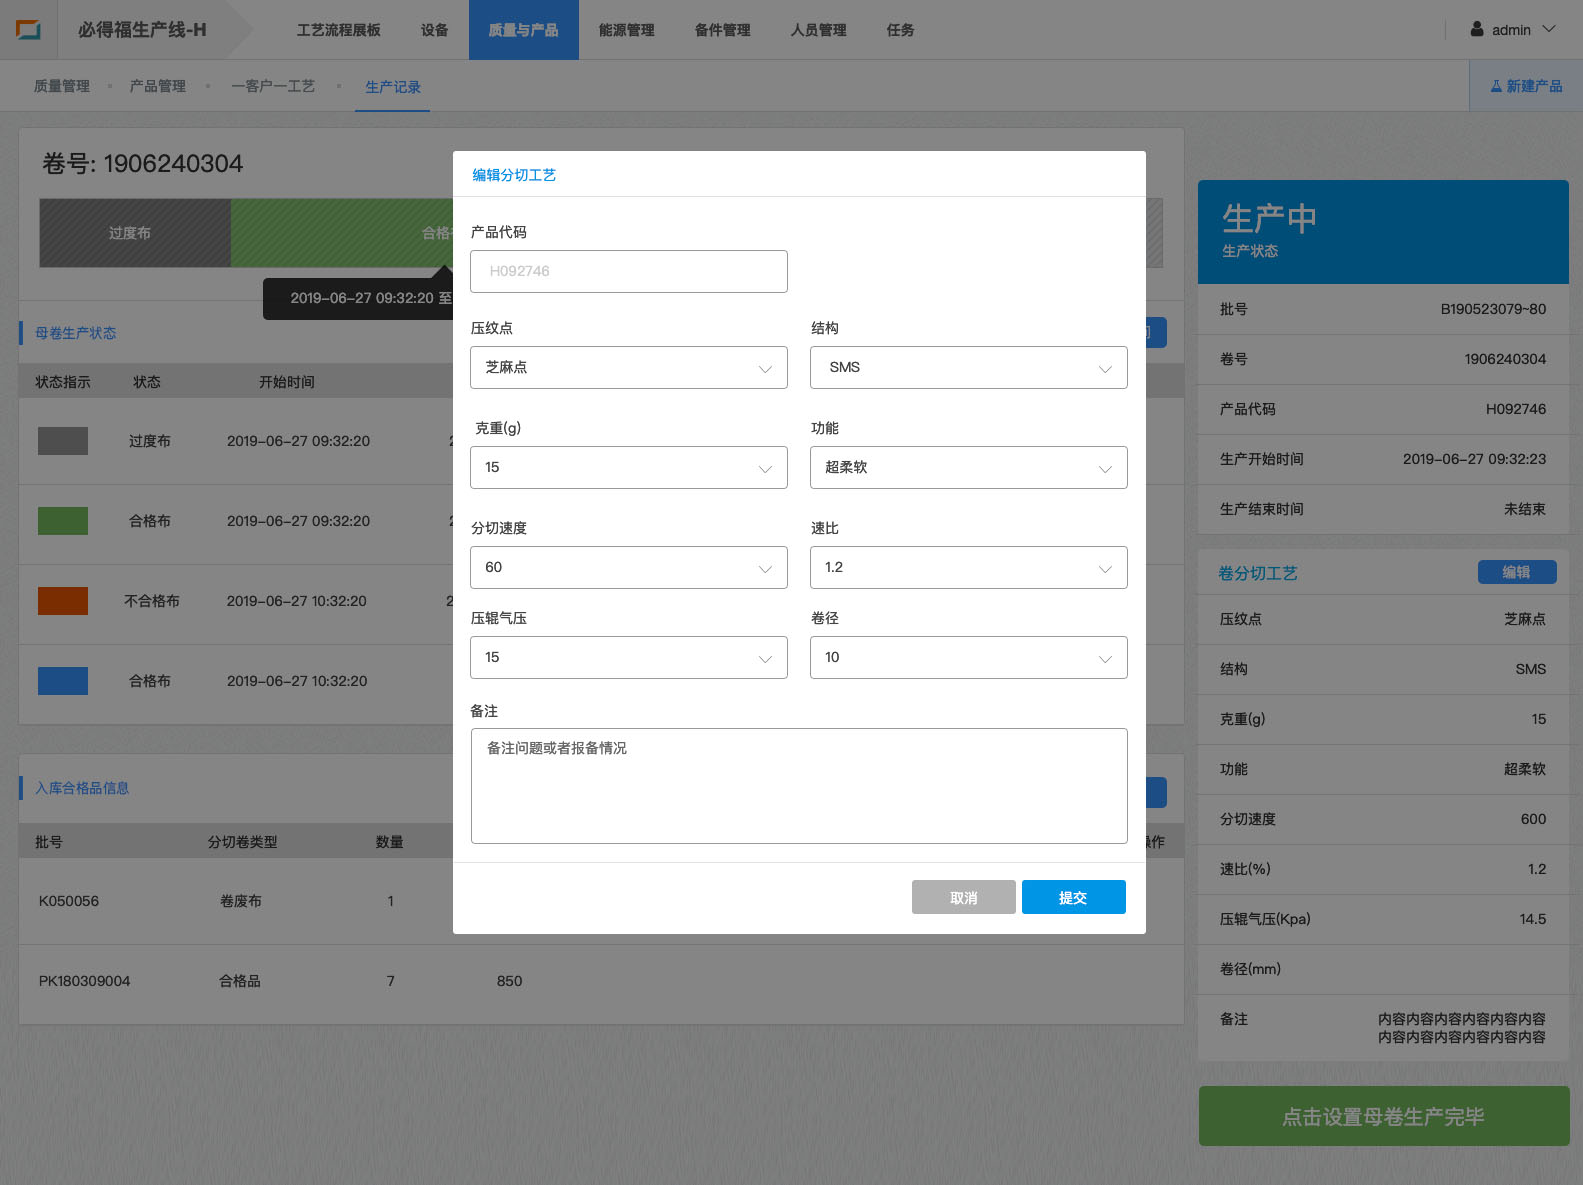 必得福生产线-H
工艺流程展板
设备
质量与产品
能源管理
备件管理
人员管理
任务
admin
质量管理
产品管理
一客户一工艺
生产记录
新建产品
卷号: 1906240304
过度布
合格
2019-06-27 09:32:20 至
母卷生产状态
状态指示
状态
开始时间
过度布
2019-06-27 09:32:20
合格布
2019-06-27 09:32:20
不合格布
2019-06-27 10:32:20
2
合格布
2019-06-27 10:32:20
入库合格品信息
批号
分切卷类型
数量
操作
K050056
卷废布
1
PK180309004
合格品
7
850
编辑分切工艺
产品代码
H092746
压纹点
结构
芝麻点
SMS
克重(g)
功能
15
超柔软
分切速度
速比
60
1.2
压辊气压
卷径
15
10
备注
备注问题或者报备情况
取消
提交
生产中
生产状态
批号
B190523079~80
卷号
1906240304
产品代码
H092746
生产开始时间
2019-06-27 09:32:23
生产结束时间
未结束
卷分切工艺
编辑
压纹点
芝麻点
结构
SMS
克重(g)
15
功能
超柔软
分切速度
600
速比(%)
1.2
压辊气压(Kpa)
14.5
卷径(mm)
备注
内容内容内容内容内容内容
内容内容内容内容内容内容
点击设置母卷生产完毕